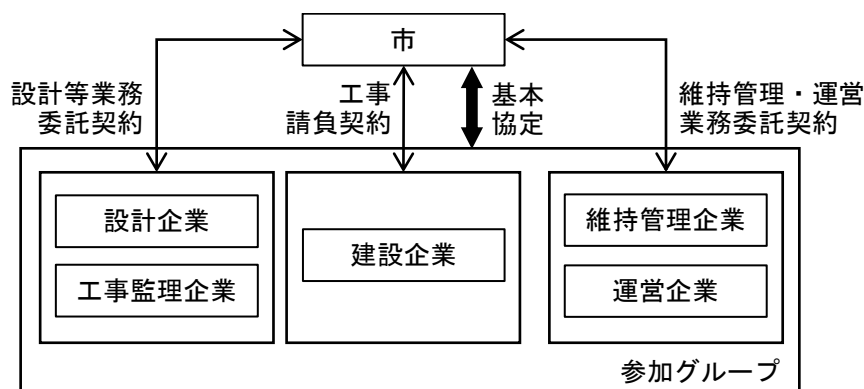 市
設計等業務
委託契約
工事
請負契約
基本
協定
維持管理・運営
業務委託契約
設計企業
工事監理企業
建設企業
維持管理企業
運営企業
参加グループ